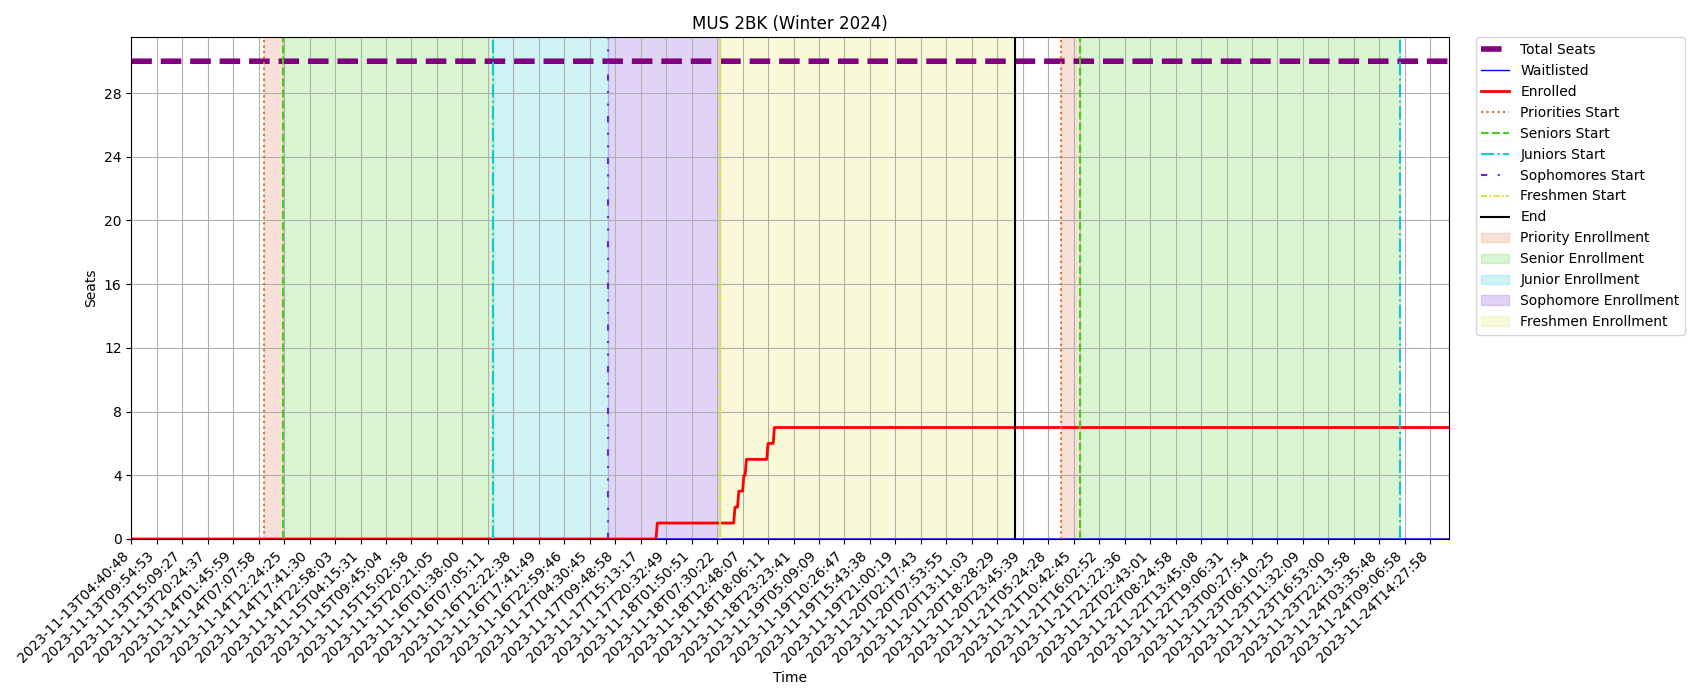 MUS 2BK (Winter 2024)
Seats
28
24
20
16
12
8
4
0
2023-11-13T04:40:48
2023-11-13T09:54:53
2023-11-13T15:09:27
2023-11-13T20:24:37
2023-11-14T01:45:59
2023-11-14T07:07:58
2023-11-14T12:24:25
2023-11-14T17:41:30
2023-11-14T22:58:03
2023-11-15T04:15:31
2023-11-15T09:45:04
2023-11-15T15:02:58
2023-11-15T20:21:05
2023-11-16T01:38:00
2023-11-16T07:05:11
2023-11-16T12:22:38
2023-11-16T17:41:49
2023-11-16T22:59:46
2023-11-17T04:30:45
2023-11-17T09:48:58
2023-11-17T15:13:17
2023-11-17T20:32:49
2023-11-18T01:50:51
2023-11-18T07:30:22
2023-11-18T12:48:07
2023-11-18T18:06:11
2023-11-18T23:23:41
2023-11-19T05:09:09
2023-11-19T10:26:47
2023-11-19T15:43:38
2023-11-19T21:00:19
2023-11-20T02:17:43
2023-11-20T07:53:55
2023-11-20T13:11:03
2023-11-20T18:28:29
2023-11-20T23:45:39
2023-11-21T05:24:28
2023-11-21T10:42:45
2023-11-21T16:02:52
2023-11-21T21:22:36
2023-11-22T02:43:01
2023-11-22T08:24:58
2023-11-22T13:45:08
2023-11-22T19:06:31
2023-11-23T00:27:54
2023-11-23T06:10:25
2023-11-23T11:32:09
2023-11-23T16:53:00
2023-11-23T22:13:58
2023-11-24T03:35:48
2023-11-24T09:06:58
2023-11-24T14:27:58
Time
Total Seats
Waitlisted
Enrolled
Priorities Start
Seniors Start
Juniors Start
Sophomores Start
Freshmen Start
End
Priority Enrollment
Senior Enrollment
Junior Enrollment
Sophomore Enrollment
Freshmen Enrollment